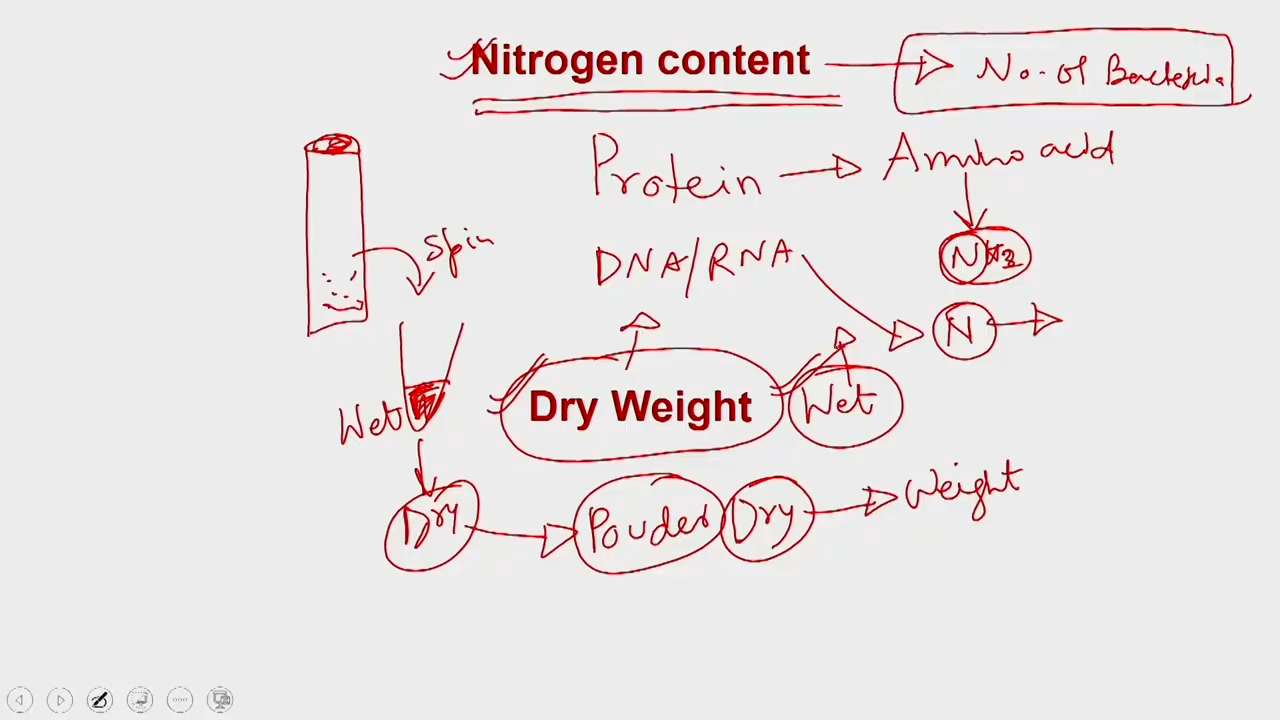 Nitrogen content → No. of Bacteria
Protein → Amino acid
Spin
DNA/RNA
NH3
N
Wet
Dry Weight Wet
Dry → Powder Dry → Weight